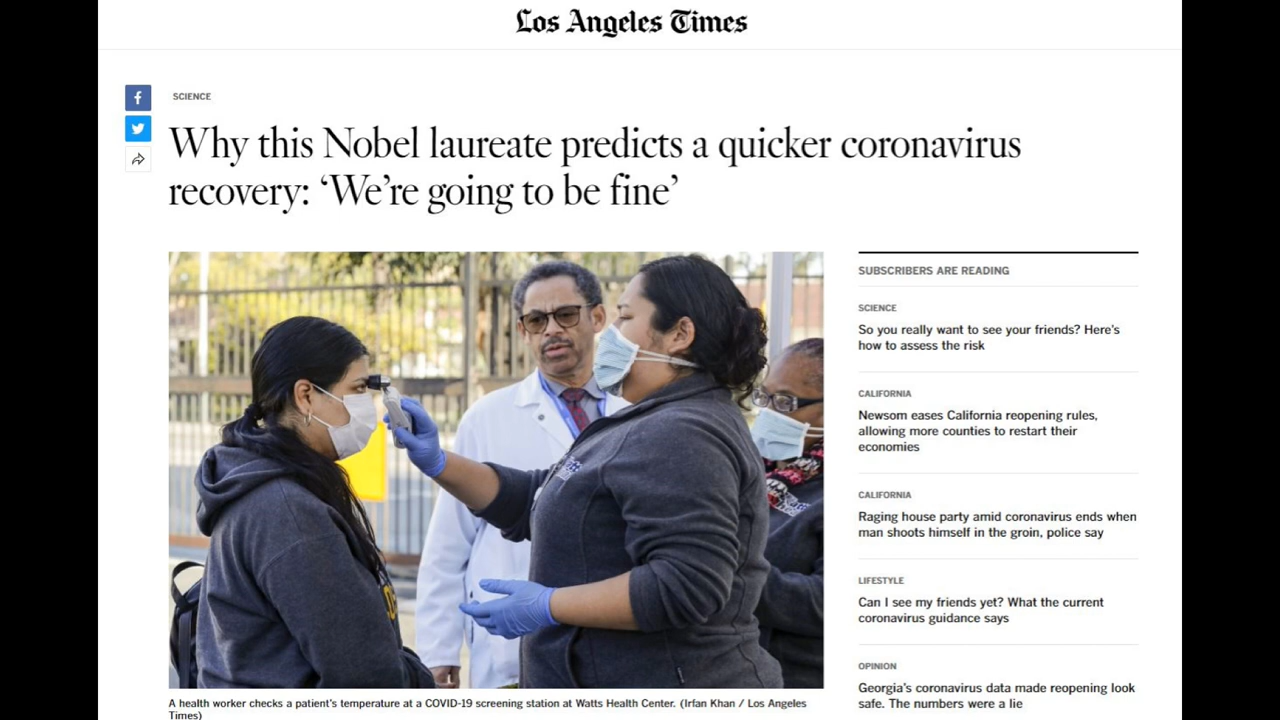 Los Angeles Times
SCIENCE
Why this Nobel laureate predicts a quicker coronavirus
recovery: ‘We’re going to be fine’
A health worker checks a patient's temperature at a COVID-19 screening station at Watts Health Center. (Irfan Khan / Los Angeles
Times)
SUBSCRIBERS ARE READING
SCIENCE
So you really want to see your friends? Here's
how to assess the risk
CALIFORNIA
Newsom eases California reopening rules,
allowing more counties to restart their
economies
CALIFORNIA
Raging house party amid coronavirus ends when
man shoots himself in the groin, police say
LIFESTYLE
Can I see my friends yet? What the current
coronavirus guidance says
OPINION
Georgia's coronavirus data made reopening look
safe. The numbers were a lie